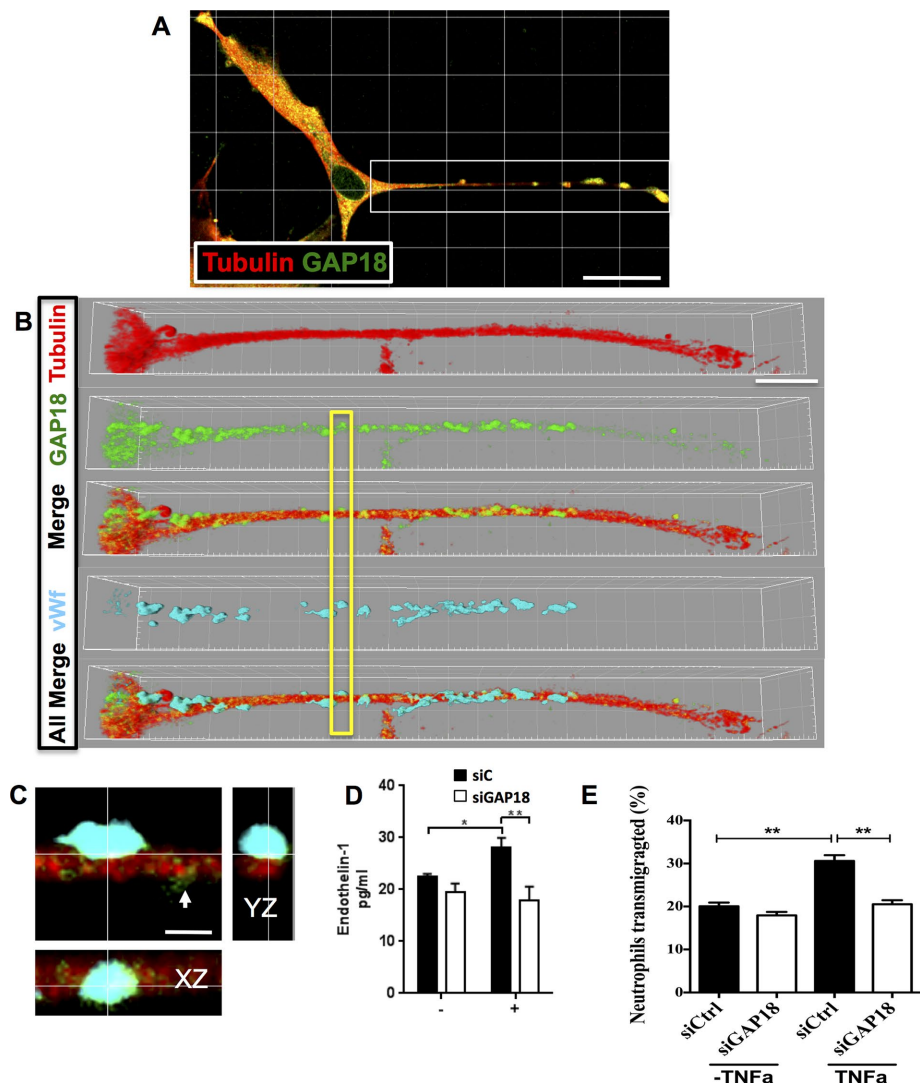 A
Tubulin GAP18
B
Tubulin
GAP18
Merge
vWf
All Merge
C
YZ
XZ
D
siC
siGAP18
Endothelin-1
pg/ml
40
30
20
10
0
*
**
- +
E
Neutrophils transmigragted (%)
40
30
20
10
0
**
**
siCtrl siGAP18 siCtrl siGAP18
-TNFa TNFa